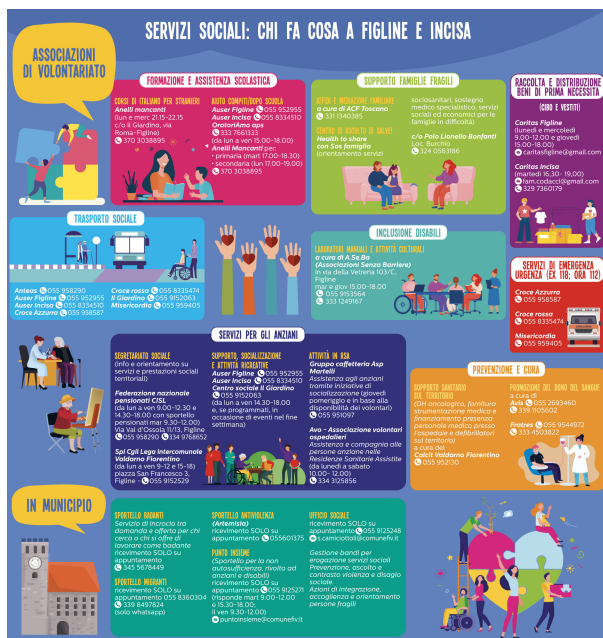 SERVIZI SOCIALI: CHI FA COSA A FIGLINE E INCISA
ASSOCIAZIONI
DI VOLONTARIATO
FORMAZIONE E ASSISTENZA SCOLASTICA
CORSI DI ITALIANO PER STRANIERI
Anelli mancanti
(lun e merc 21.15-22.15
c/o il Giardino, via
Roma-Figline)
370 3038895
AIUTO COMPITI/DOPO SCUOLA
Auser Figline 055 952955
Auser Incisa 055 8334510
OratoriAmo aps
333 7661333
(da lun a ven 15.00-18.00)
Anelli Mancanti per:
• primaria (mart 17.00-18.30)
• secondaria (lun 17.00-19.00)
370 3038895
SUPPORTO FAMIGLIE FRAGILI
AFFIDI E MEDIAZIONE FAMILIARE
a cura di ACF Toscana
331 1340385
CENTRO DI ASCOLTO DI SALVEI
Health to share
con Sos famiglia
(orientamento servizi
sociosanitari, sostegno
medico specialistico, servizi
sociali ed economici per le
famiglie in difficoltà)
c/o Polo Lionello Bonfanti
Loc. Burchio
324 0563186
RACCOLTA E DISTRIBUZIONE
BENI DI PRIMA NECESSITÀ
(CIBO E VESTITI)
Caritas Figline
(lunedì e mercoledì
9.00-12.00 e giovedì
15.00-18.00)
caritasfigline@gmail.com
Caritas Incisa
(martedì 16,30- 19,00)
fam.codacci@gmail.com
329 7360179
TRASPORTO SOCIALE
Anteas 055 958290
Auser Figline 055 952955
Auser Incisa 055 8334510
Croce Azzurra 055 958587
Croce rossa 055 8335474
Il Giardino 055 9152063
Misericordia 055 959405
INCLUSIONE DISABILI
LABORATORI MANUALI E ATTIVITÀ CULTURALI
a cura di A.Se.Ba
(Associazioni Senza Barriere)
in via della Vetreria 103/C,
Figline
mar e giov 15.00-18.00
055 9153564
333 1249167
SERVIZI DI EMERGENZA
URGENZA (EX 118; ORA 112)
Croce Azzurra
055 958587
Croce rossa
055 8335474
Misericordia
055 959405
SERVIZI PER GLI ANZIANI
SEGRETARIATO SOCIALE
(info e orientamento su
servizi e prestazioni sociali
territoriali)
Federazione nazionale
pensionati CISL
(da lun a ven 9.00-12.30 e
14.30-18.00 con sportello
pensionati mar 9.30-12.00)
Via Val d'Ossola 11/13, Figline
055 958290 334 9768652
Spi Cgil Lega Intercomunale
Valdarno Fiorentino
(da lun a ven 9-12 e 15-18)
piazza San Francesco 3,
Figline - 055 9152529
SUPPORTO, SOCIALIZZAZIONE
E ATTIVITÀ RICREATIVE
Auser Figline 055 952955
Auser Incisa 055 8334510
Centro sociale Il Giardino
055 9152063
(da lun a ven 14.30-18.00
e, se programmati, in
occasione di eventi nel fine
settimana)
ATTIVITÀ IN RSA
Gruppo caffetteria Asp
Martelli
Assistenza agli anziani
tramite iniziative di
socializzazione (giovedì
pomeriggio e in base alla
disponibilità dei volontari)
055 951097
Avo - Associazione volontari
ospedalieri
Assistenza e compagnia alle
persone anziane nelle
Residenze Sanitarie Assistite
(da lunedì a sabato
10.00- 12.00)
334 3125856
PREVENZIONE E CURA
SUPPORTO SANITARIO
SUL TERRITORIO
(DH oncologico, fornitura
strumentazione medica e
finanziamento presenza
personale medico presso
l'ospedale e defibrillatori
sul territorio)
a cura del
Calcit Valdarno Fiorentino
055 952130
PROMOZIONE DEL DONO DEL SANGUE
a cura di
Avis 055 2693460
339 1105602
Fratres 055 9544972
333 4503822
IN MUNICIPIO
SPORTELLO BADANTI
Servizio di incrocio tra
domanda e offerta per chi
cerca o chi si offre di
lavorare come badante
ricevimento SOLO su
appuntamento
345 5678449
SPORTELLO MIGRANTI
ricevimento SOLO su
appuntamento 055 8360304
339 8497824
(solo whatsapp)
SPORTELLO ANTIVIOLENZA
(Artemisia)
ricevimento SOLO su
appuntamento 055601375
PUNTO INSIEME
(Sportello per la non
autosufficienza, rivolto ad
anziani e disabili)
ricevimento SOLO su
appuntamento 055 9125271
(risponde mart 9.00-12.00
e 15.30-18.00;
il ven 9.30-12.00)
puntoinsieme@comunefiv.it
UFFICIO SOCIALE
ricevimento SOLO su
appuntamento 055 9125248
s.camiciottoli@comunefiv.it
Gestione bandi per
erogazione servizi sociali
Prevenzione, ascolto e
contrasto violenza e disagio
sociale
Azioni di integrazione,
accoglienza e orientamento
persone fragili